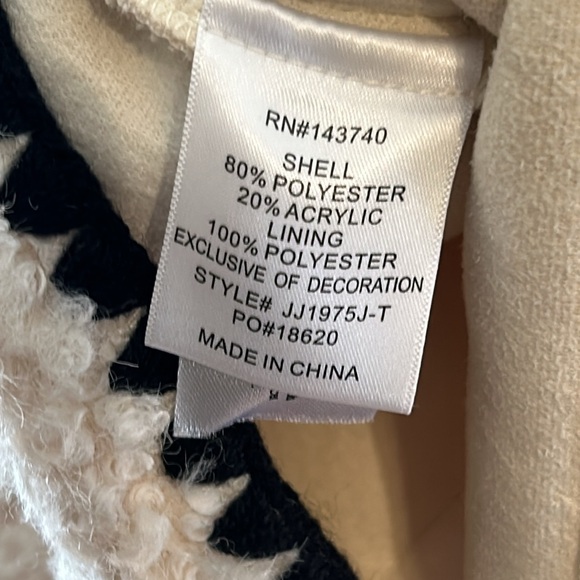 RN#143740
SHELL
80% POLYESTER
20% ACRYLIC
LINING
100% POLYESTER
EXCLUSIVE OF DECORATION
STYLE# JJ1975J-T
PO#18620
MADE IN CHINA